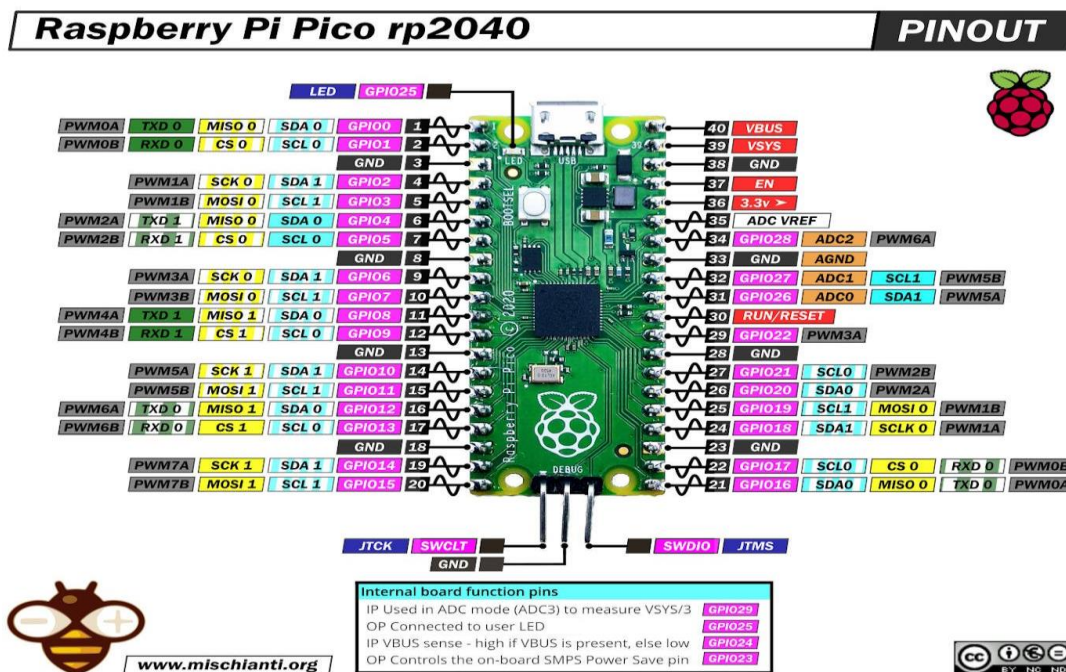 Raspberry Pi Pico rp2040 PINOUT
LED GPIO25
PWM0A TXD 0 MISO 0 SDA 0 GPIO0 1
PWM0B RXD 0 CS 0 SCL 0 GPIO1 2
GND 3
PWM1A SCK 0 SDA 1 GPIO2 4
PWM1B MOSI 0 SCL 1 GPIO3 5
PWM2A TXD 1 MISO 0 SDA 0 GPIO4 6
PWM2B RXD 1 CS 0 SCL 0 GPIO5 7
GND 8
PWM3A SCK 0 SDA 1 GPIO6 9
PWM3B MOSI 0 SCL 1 GPIO7 10
PWM4A TXD 1 MISO 1 SDA 0 GPIO8 11
PWM4B RXD 1 CS 1 SCL 0 GPIO9 12
GND 13
PWM5A SCK 1 SDA 1 GPIO10 14
PWM5B MOSI 1 SCL 1 GPIO11 15
PWM6A TXD 0 MISO 1 SDA 0 GPIO12 16
PWM6B RXD 0 CS 1 SCL 0 GPIO13 17
GND 18
PWM7A SCK 1 SDA 1 GPIO14 19
PWM7B MOSI 1 SCL 1 GPIO15 20
LED
USB
BOOTSEL
Raspberry Pi Pico © 2020
DEBUG
2
39
40 VBUS
39 VSYS
38 GND
37 EN
36 3.3v ➤
35 ADC VREF
34 GPIO28 ADC2 PWM6A
33 GND AGND
32 GPIO27 ADC1 SCL1 PWM5B
31 GPIO26 ADC0 SDA1 PWM5A
30 RUN/RESET
29 GPIO22 PWM3A
28 GND
27 GPIO21 SCL0 PWM2B
26 GPIO20 SDA0 PWM2A
25 GPIO19 SCL1 MOSI 0 PWM1B
24 GPIO18 SDA1 SCLK 0 PWM1A
23 GND
22 GPIO17 SCL0 CS 0 RXD 0 PWM0B
21 GPIO16 SDA0 MISO 0 TXD 0 PWM0A
JTCK SWCLT
GND
SWDIO JTMS
Internal board function pins
IP Used in ADC mode (ADC3) to measure VSYS/3 GPIO29
OP Connected to user LED GPIO25
IP VBUS sense - high if VBUS is present, else low GPIO24
OP Controls the on-board SMPS Power Save pin GPIO23
www.mischianti.org
cc
BY NC ND